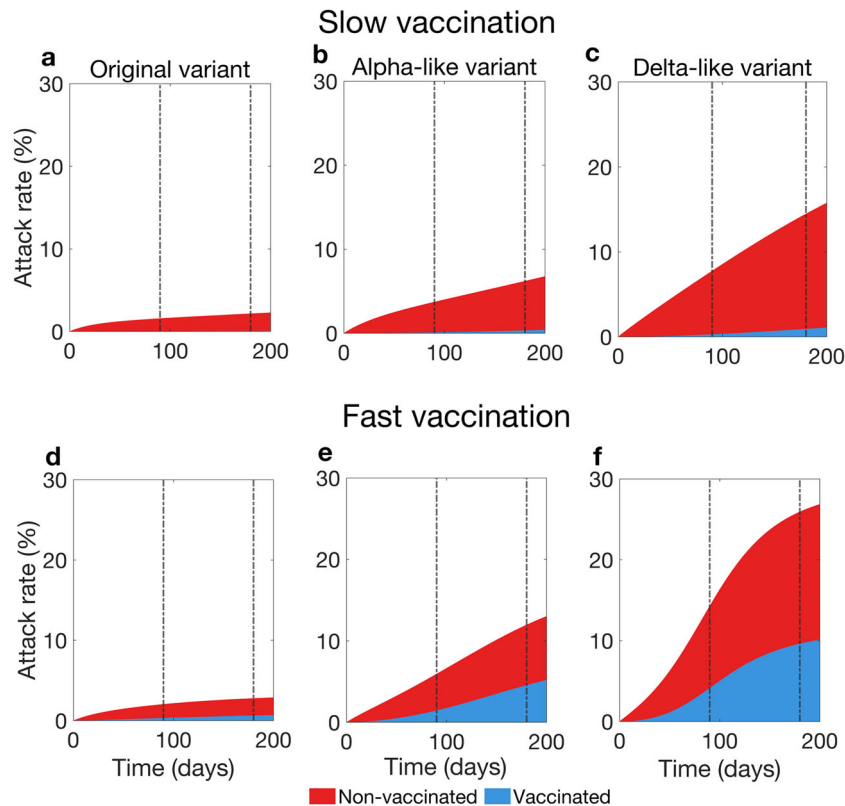 Slow vaccination
a
Original variant
b
Alpha-like variant
c
Delta-like variant
Attack rate (%)
30
20
10
0
0 100 200
30
20
10
0
0 100 200
30
20
10
0
0 100 200
Fast vaccination
d
e
f
Attack rate (%)
30
20
10
0
0 100 200
Time (days)
30
20
10
0
0 100 200
Time (days)
30
20
10
0
0 100 200
Time (days)
Non-vaccinated Vaccinated